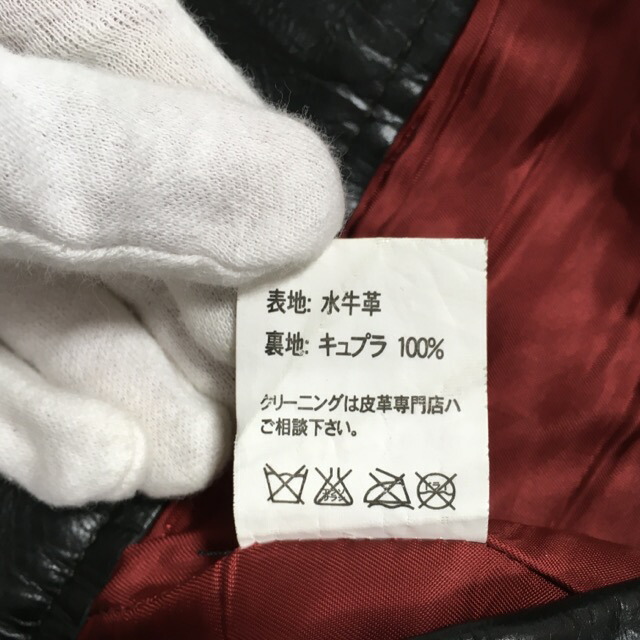 表地: 水牛革
裏地: キュプラ 100%
クリーニングは皮革専門店ハ
ご相談下さい。